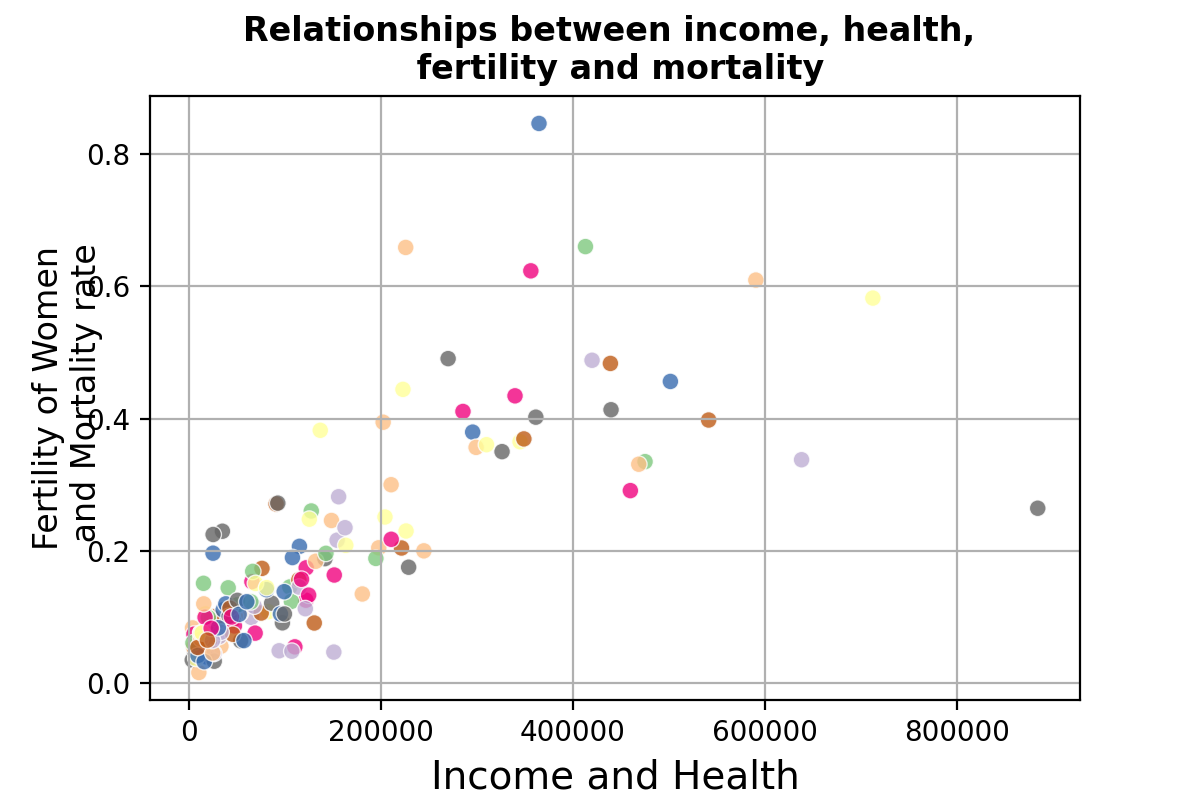 Relationships between income, health,
fertility and mortality
Fertility of Women
and Mortality rate
0.8
0.6
0.4
0.2
0.0
0
200000
400000
600000
800000
Income and Health